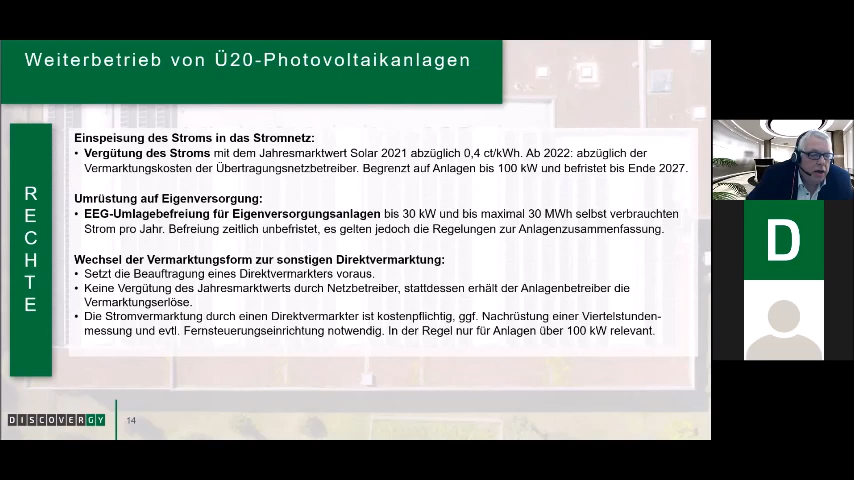 Weiterbetrieb von Ü20-Photovoltaikanlagen
RECHTE
Einspeisung des Stroms in das Stromnetz:
• Vergütung des Stroms mit dem Jahresmarktwert Solar 2021 abzüglich 0,4 ct/kWh. Ab 2022: abzüglich der
Vermarktungskosten der Übertragungsnetzbetreiber. Begrenzt auf Anlagen bis 100 kW und befristet bis Ende 2027.
Umrüstung auf Eigenversorgung:
• EEG-Umlagebefreiung für Eigenversorgungsanlagen bis 30 kW und bis maximal 30 MWh selbst verbrauchten
Strom pro Jahr. Befreiung zeitlich unbefristet, es gelten jedoch die Regelungen zur Anlagenzusammenfassung.
Wechsel der Vermarktungsform zur sonstigen Direktvermarktung:
• Setzt die Beauftragung eines Direktvermarkters voraus.
• Keine Vergütung des Jahresmarktwerts durch Netzbetreiber, stattdessen erhält der Anlagenbetreiber die
Vermarktungserlöse.
• Die Stromvermarktung durch einen Direktvermarkter ist kostenpflichtig, ggf. Nachrüstung einer Viertelstunden-
messung und evtl. Fernsteuerungseinrichtung notwendig. In der Regel nur für Anlagen über 100 kW relevant.
DISCOVERGY
14
D